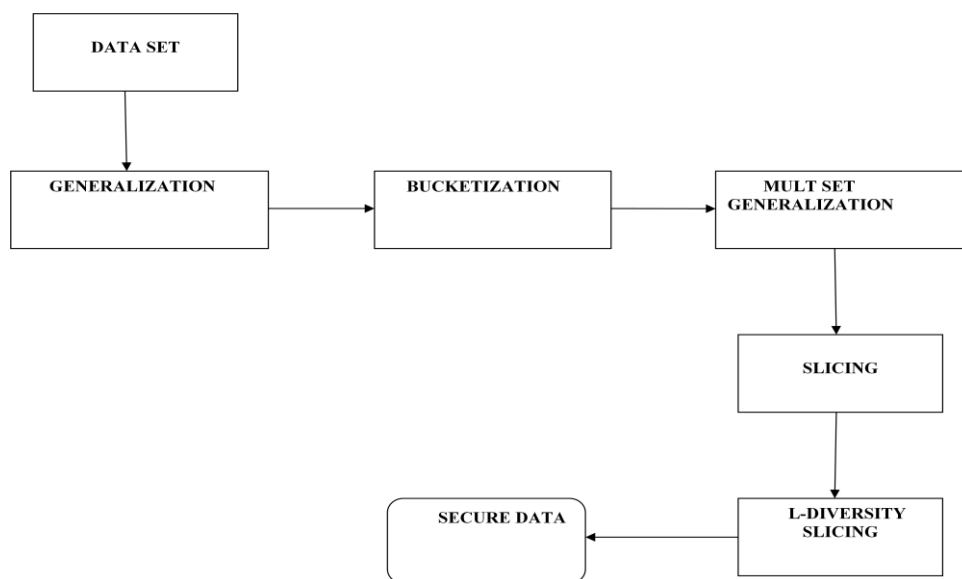 DATA SET
GENERALIZATION
BUCKETIZATION
MULT SET
GENERALIZATION
SLICING
L-DIVERSITY
SLICING
SECURE DATA